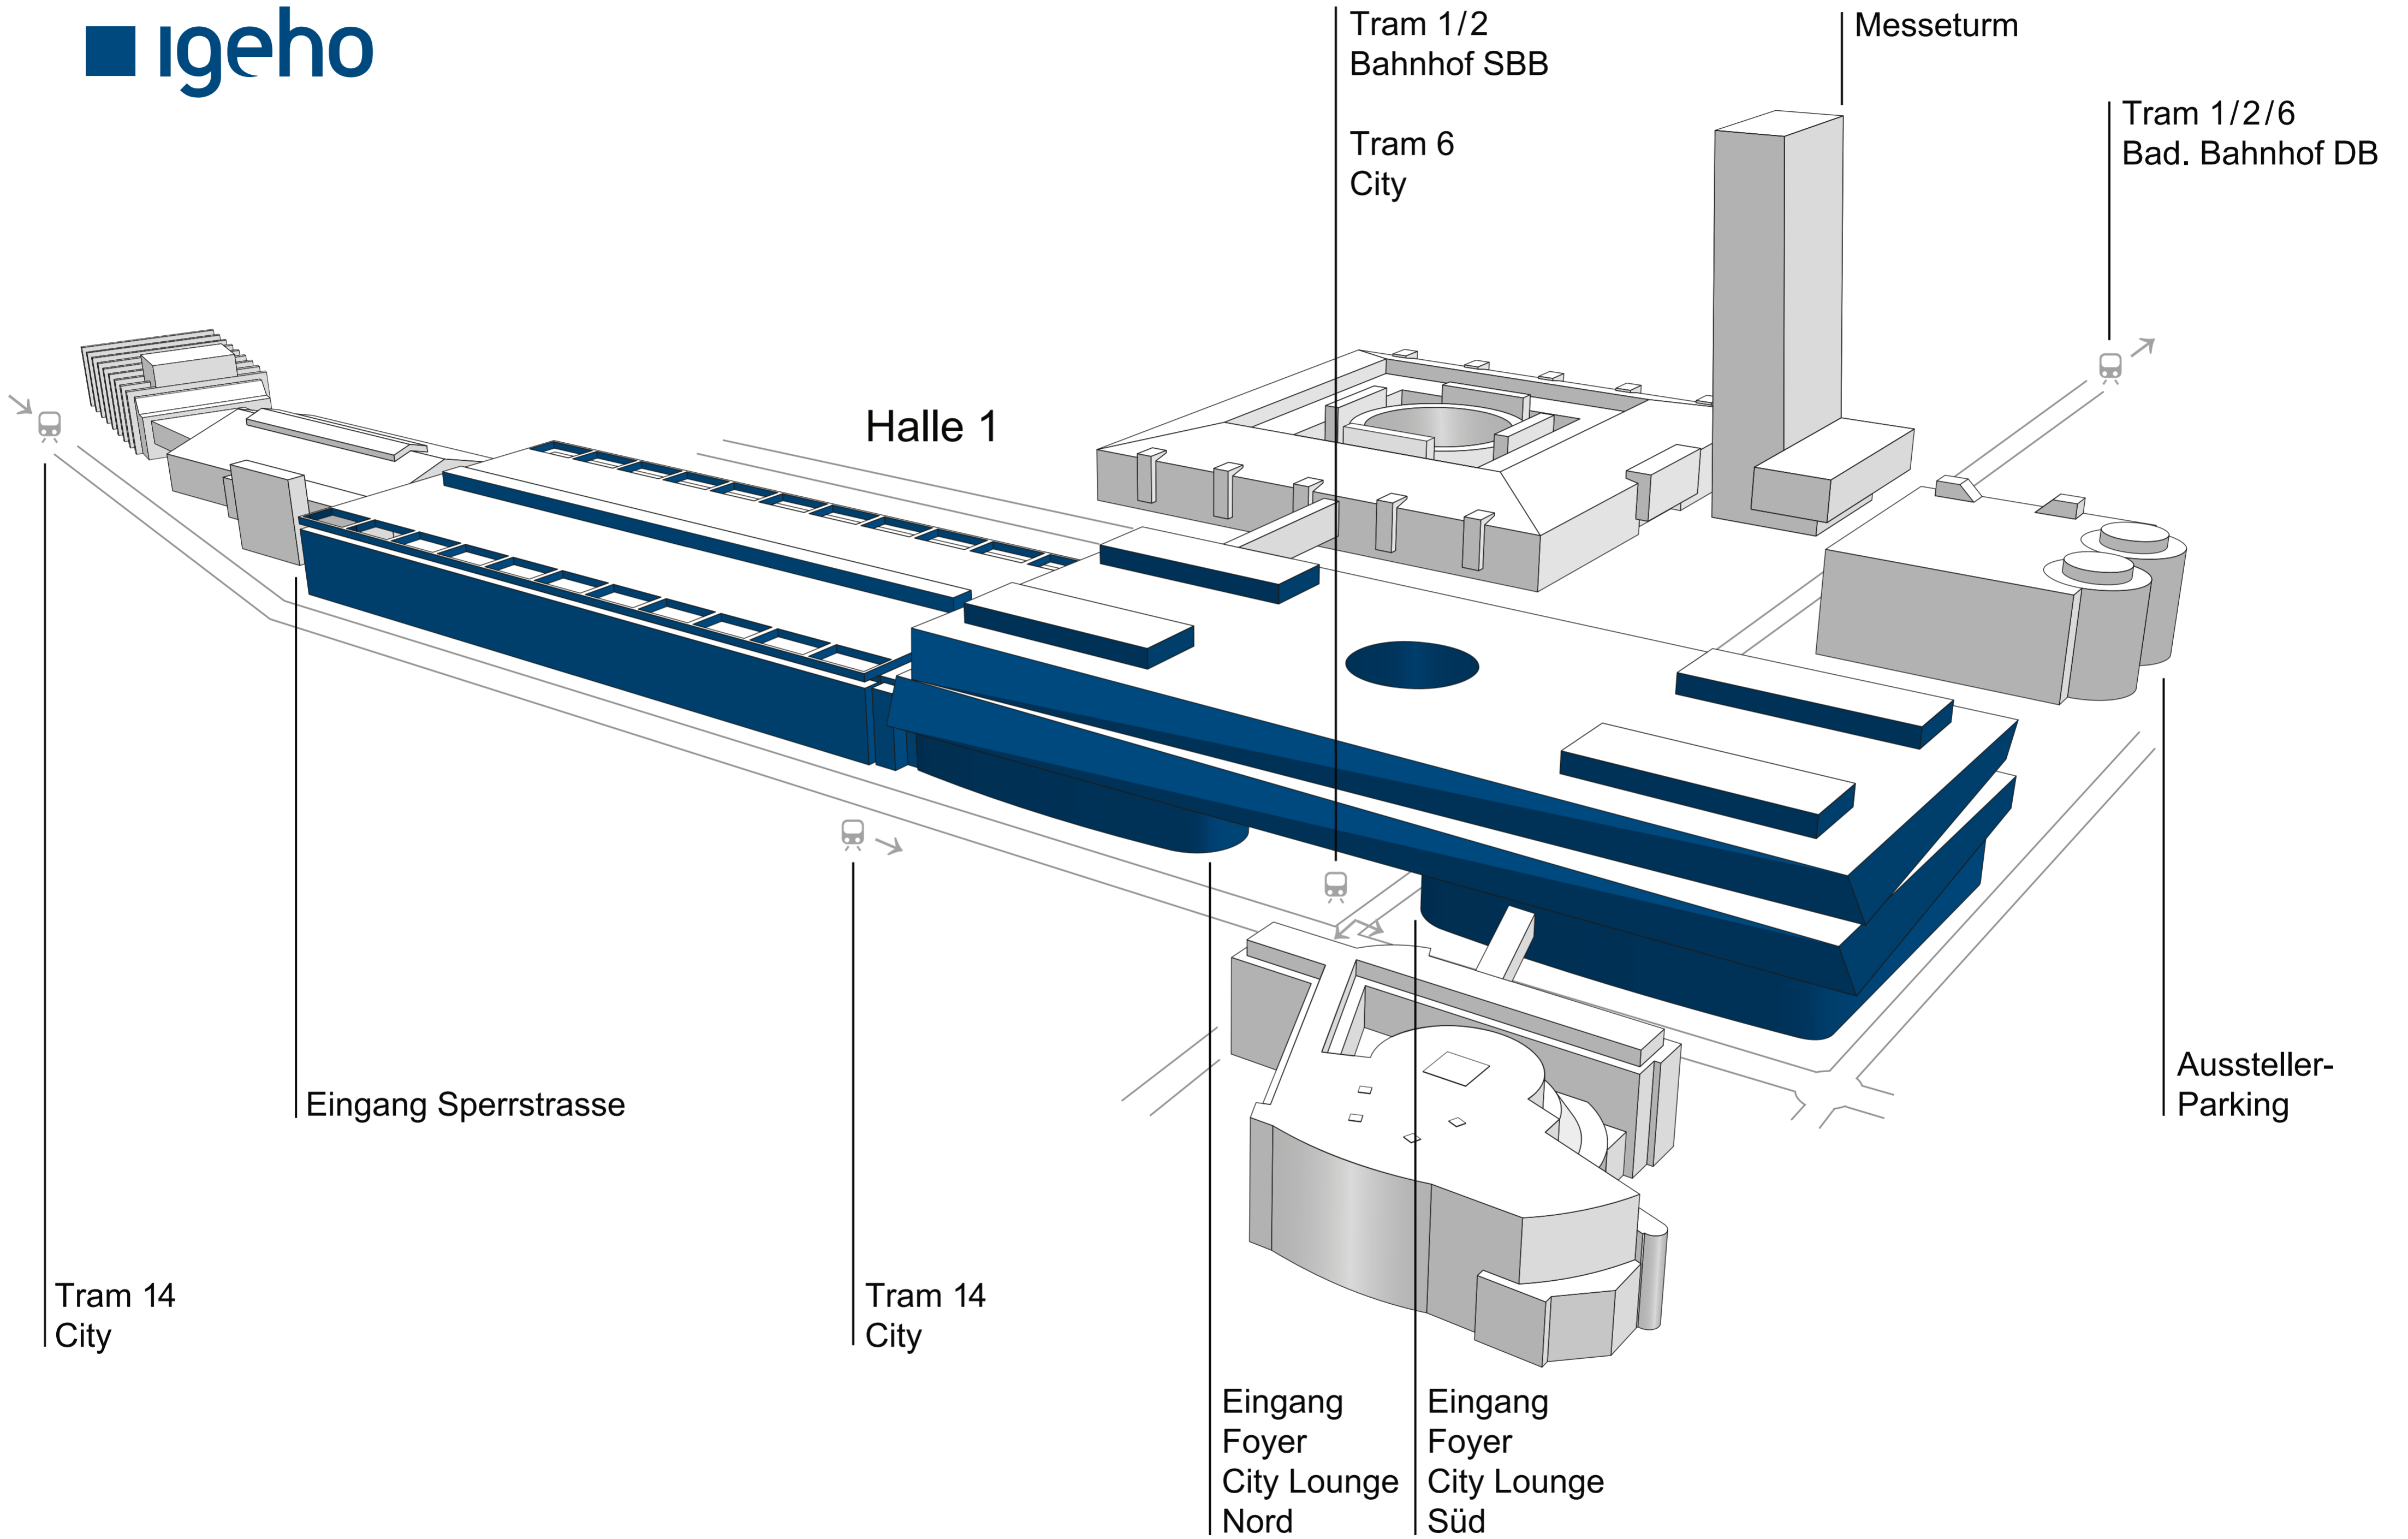 igeho
Tram 1/2
Bahnhof SBB
Tram 6
City
Messeturm
Tram 1/2/6
Bad. Bahnhof DB
Halle 1
Eingang Sperrstrasse
Aussteller-
Parking
Tram 14
City
Tram 14
City
Eingang
Foyer
City Lounge
Nord
Eingang
Foyer
City Lounge
Süd